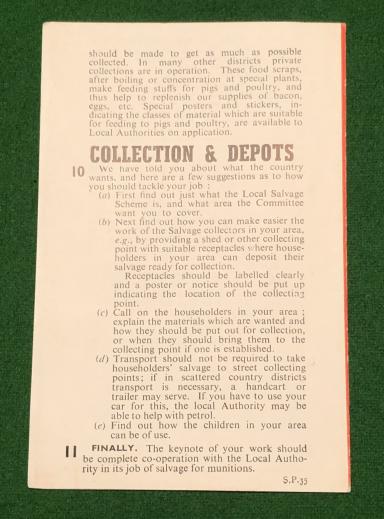 should be made to get as much as possible
collected. In many other districts private
collections are in operation. These food scraps,
after boiling or concentration at special plants,
make feeding stuffs for pigs and poultry, and
thus help to replenish our supplies of bacon,
eggs, etc. Special posters and stickers, in-
dicating the classes of material which are suitable
for feeding to pigs and poultry, are available to
Local Authorities on application.
COLLECTION & DEPOTS
10 We have told you about what the country
wants, and here are a few suggestions as to how
you should tackle your job :
(a) First find out just what the Local Salvage
Scheme is, and what area the Committee
want you to cover.
(b) Next find out how you can make easier the
work of the Salvage collectors in your area,
e.g., by providing a shed or other collecting
point with suitable receptacles where house-
holders in your area can deposit their
salvage ready for collection.
Receptacles should be labelled clearly
and a poster or notice should be put up
indicating the location of the collecting
point.
(c) Call on the householders in your area ;
explain the materials which are wanted and
how they should be put out for collection,
or when they should bring them to the
collecting point if one is established.
(d) Transport should not be required to take
householders' salvage to street collecting
points; if in scattered country districts
transport is necessary, a handcart or
trailer may serve. If you have to use your
car for this, the local Authority may be
able to help with petrol.
(e) Find out how the children in your area
can be of use.
11 FINALLY. The keynote of your work should
be complete co-operation with the Local Autho-
rity in its job of salvage for munitions.
S.P.35